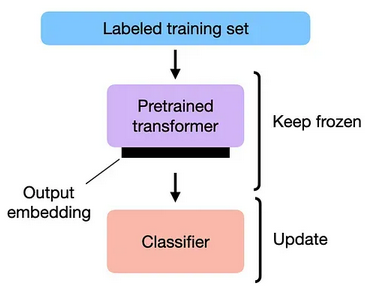 Labeled training set
Pretrained
transformer
Keep frozen
Output
embedding
Classifier
Update